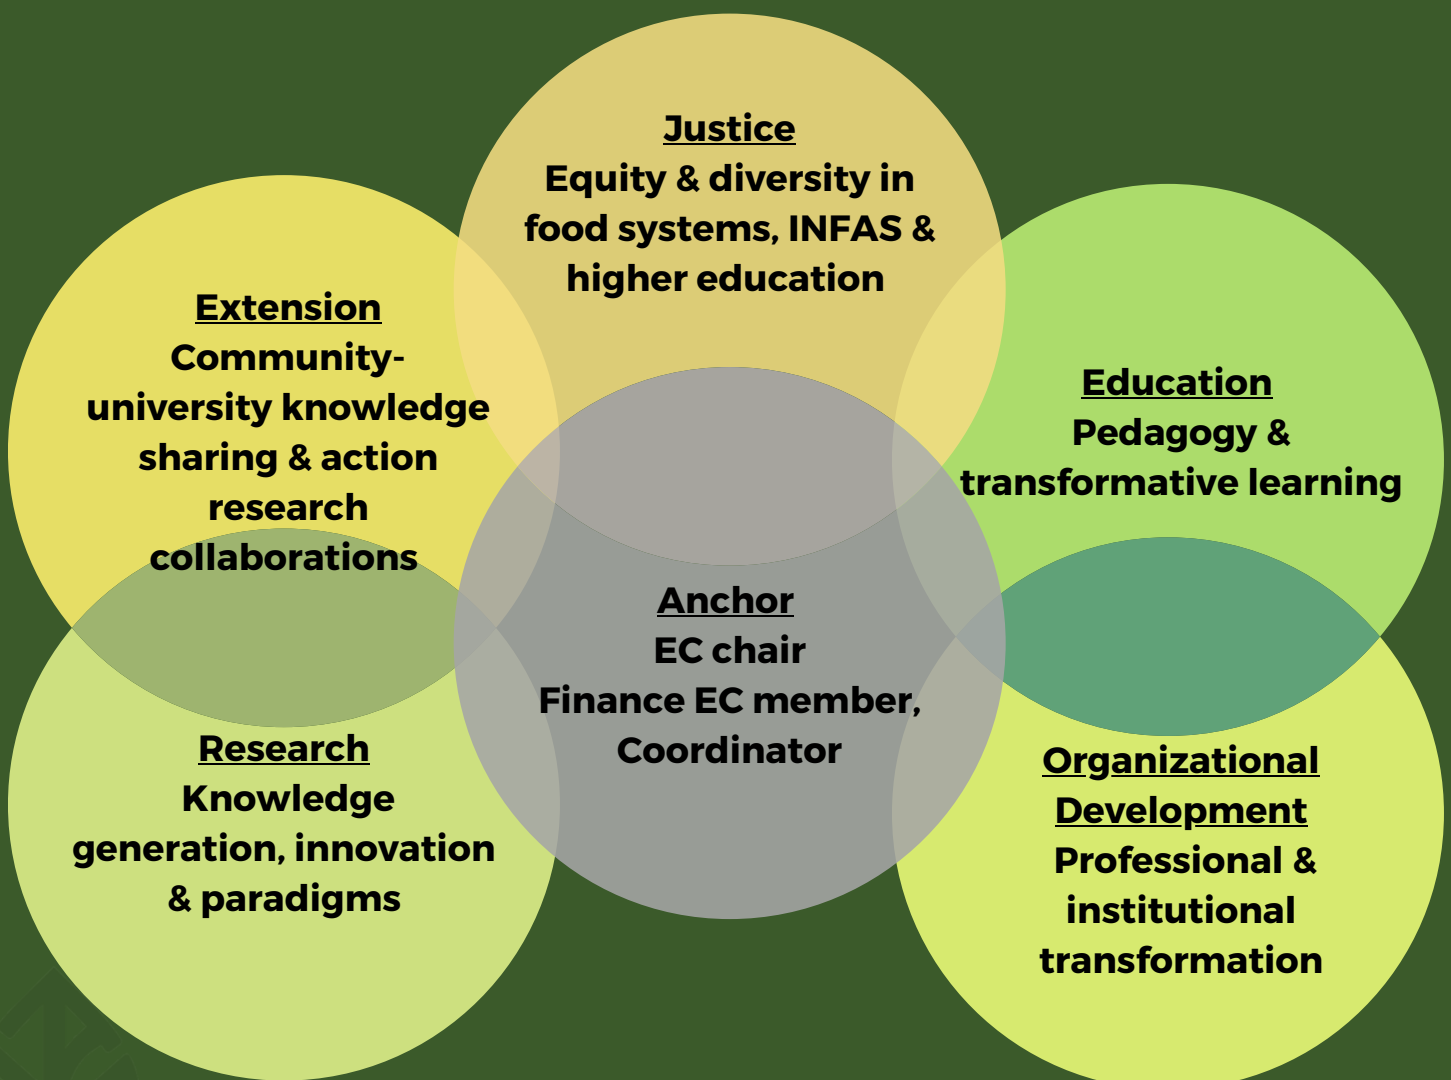 Justice
Equity & diversity in
food systems, INFAS &
higher education
Extension
Community-
university knowledge
sharing & action
research
collaborations
Education
Pedagogy &
transformative learning
Anchor
EC chair
Finance EC member,
Coordinator
Research
Knowledge
generation, innovation
& paradigms
Organizational
Development
Professional &
institutional
transformation